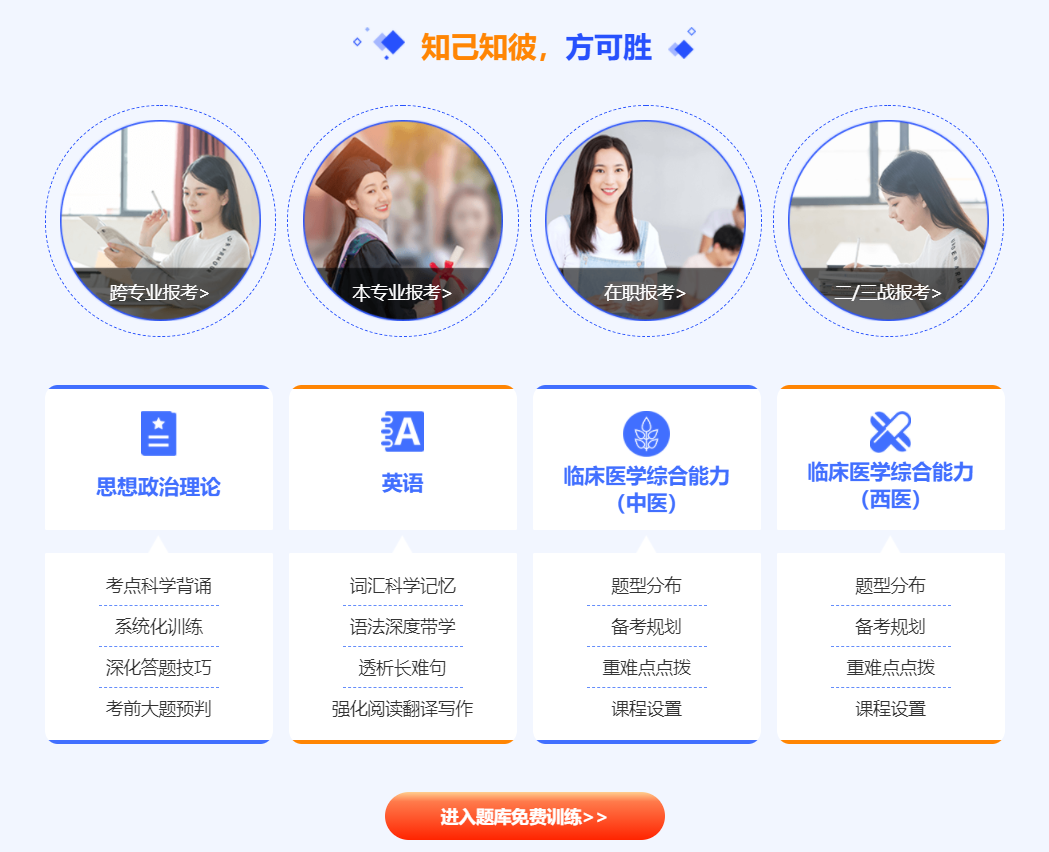 知己知彼，方可胜
跨专业报考>
本专业报考>
在职报考>
二/三战报考>
思想政治理论
英语
临床医学综合能力
（中医）
临床医学综合能力
（西医）
考点科学背诵
系统化训练
深化答题技巧
考前大题预判
词汇科学记忆
语法深度带学
透析长难句
强化阅读翻译写作
题型分布
备考规划
重难点点拨
课程设置
题型分布
备考规划
重难点点拨
课程设置
进入题库免费训练>>